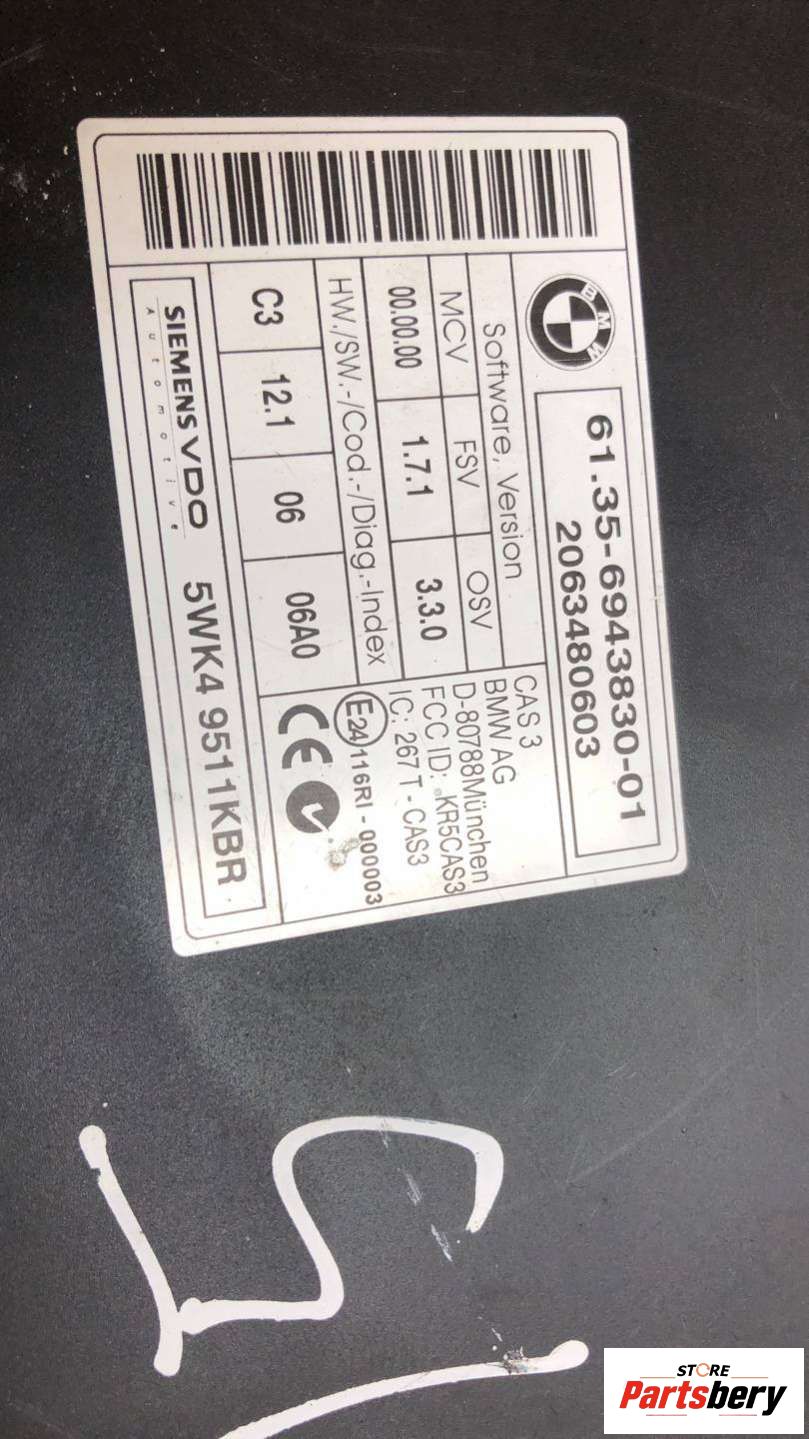 BMW
61.35-6943830-01
2063480603
Software, Version
MCV FSV OSV
00.00.00 1.7.1 3.3.0
HW./SW.-/Cod.-/Diag.-Index
C3 12.1 06 06A0
CAS 3
BMW AG
D-80788München
FCC ID: KR5CAS3
IC: 267 T - CAS3
E24 116RI - 000003
CE
SIEMENS VDO
Automotive
5WK4 9511KBR
STORE
Partsbery